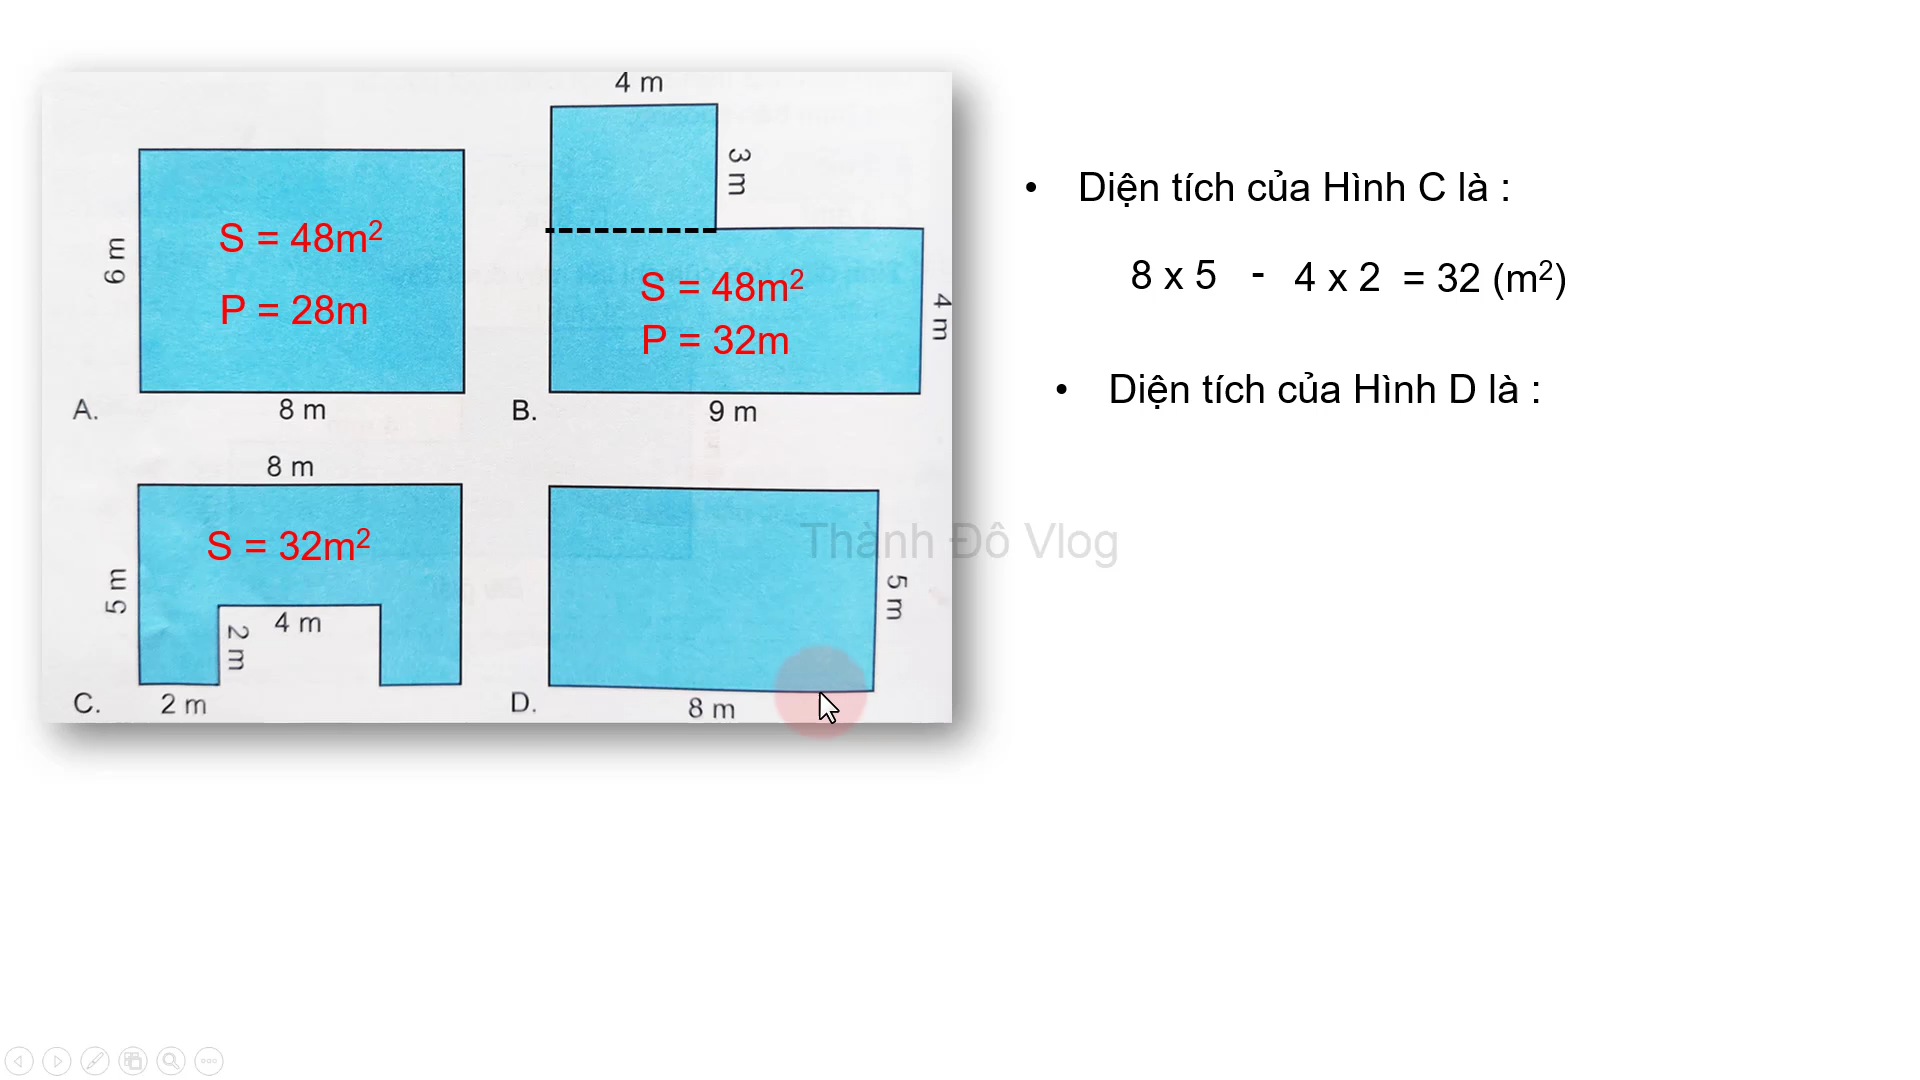 4 m
3 m
6 m
S = 48m²
P = 28m
S = 48m²
P = 32m
4 m
A.
8 m
B.
9 m
8 m
S = 32m²
5 m
4 m
2 m
5 m
C.
2 m
D.
8 m
• Diện tích của Hình C là :
8 x 5 - 4 x 2 = 32 (m²)
• Diện tích của Hình D là :
Thành Đô Vlog